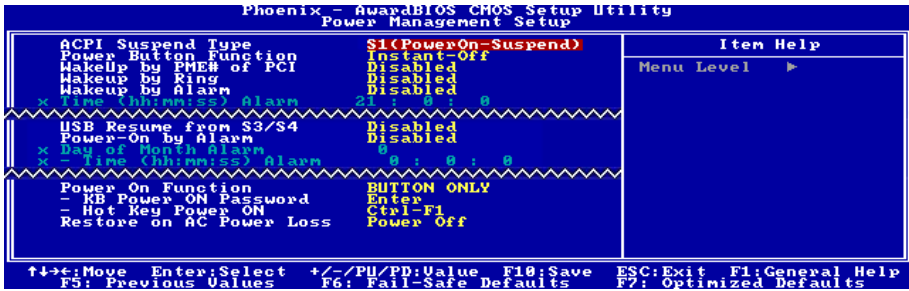 Phoenix - AwardBIOS CMOS Setup Utility
Power Management Setup
ACPI Suspend Type S1(PowerOn-Suspend)
Power Button Function Instant-Off
WakeUp by PME# of PCI Disabled
Wakeup by Ring Disabled
Wakeup by Alarm Disabled
x Time (hh:mm:ss) Alarm 21 : 0 : 0
USB Resume from S3/S4 Disabled
Power-On by Alarm Disabled
x Day of Month Alarm 0
x - Time (hh:mm:ss) Alarm 0 : 0 : 0
Power On Function BUTTON ONLY
- KB Power ON Password Enter
- Hot Key Power ON Ctrl-F1
Restore on AC Power Loss Power Off
Item Help
Menu Level ►
↑↓→←:Move Enter:Select +/-/PU/PD:Value F10:Save ESC:Exit F1:General Help
F5: Previous Values F6: Fail-Safe Defaults F7: Optimized Defaults